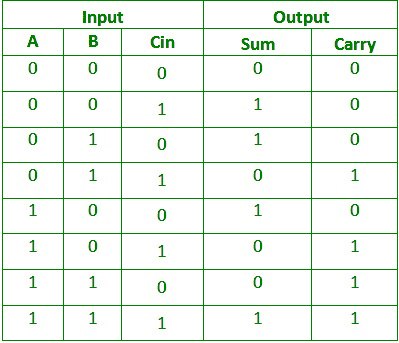 Input Output
A B Cin Sum Carry
0 0 0 0 0
0 0 1 1 0
0 1 0 1 0
0 1 1 0 1
1 0 0 1 0
1 0 1 0 1
1 1 0 0 1
1 1 1 1 1